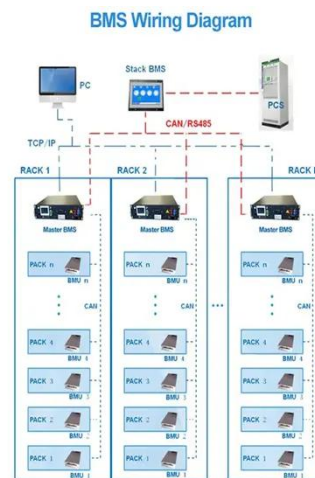 BMS Wiring Diagram
PC
Stack BMS
PCS
CAN/RS485
TCP/IP
RACK 1
RACK 2
RACK
Master BMS
Master BMS
Master BMS
PACK n
BMU n
PACK n
BMU n
PACK n
BMU n
CAN
CAN
CAN
PACK 4
BMU 4
PACK 4
BMU 4
PACK 4
BMU 4
PACK 3
BMU 3
PACK 3
BMU 3
PACK 3
BMU 3
PACK 2
BMU 2
PACK 2
BMU 2
PACK 2
BMU 2
PACK 1
BMU 1
PACK 1
BMU 1
PACK 1
BMU 1